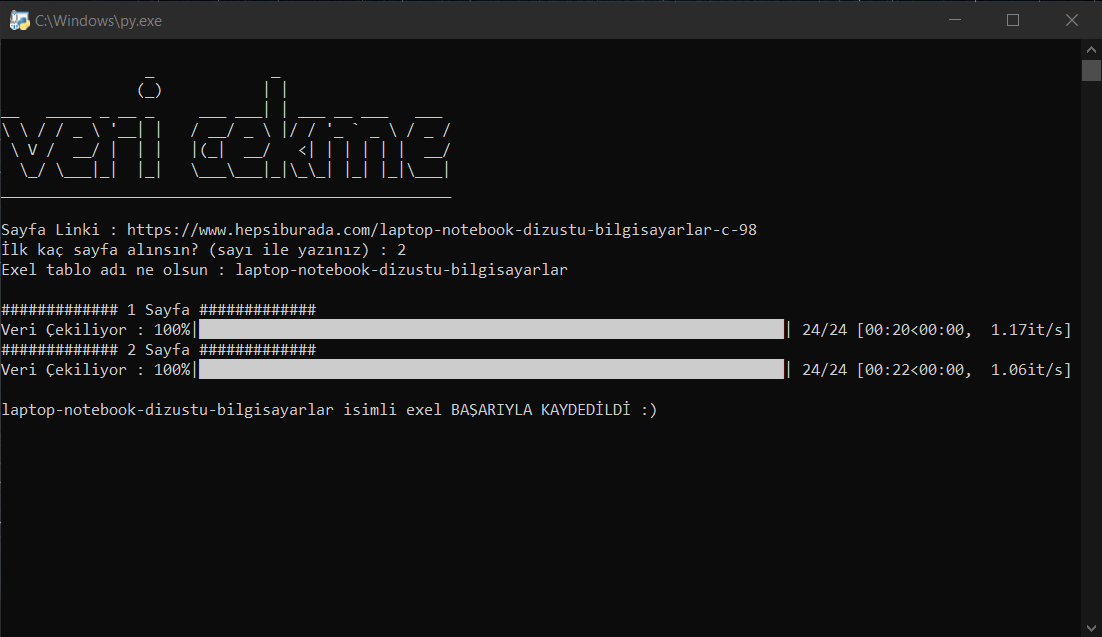 C:\Windows\py.exe
veri cekme
Sayfa Linki : https://www.hepsiburada.com/laptop-notebook-dizustu-bilgisayarlar-c-98
İlk kaç sayfa alınsın? (sayı ile yazınız) : 2
Exel tablo adı ne olsun : laptop-notebook-dizustu-bilgisayarlar
############# 1 Sayfa #############
Veri Çekiliyor : 100%| | 24/24 [00:20<00:00,  1.17it/s]
############# 2 Sayfa #############
Veri Çekiliyor : 100%| | 24/24 [00:22<00:00,  1.06it/s]
laptop-notebook-dizustu-bilgisayarlar isimli exel BAŞARIYLA KAYDEDİLDİ :)